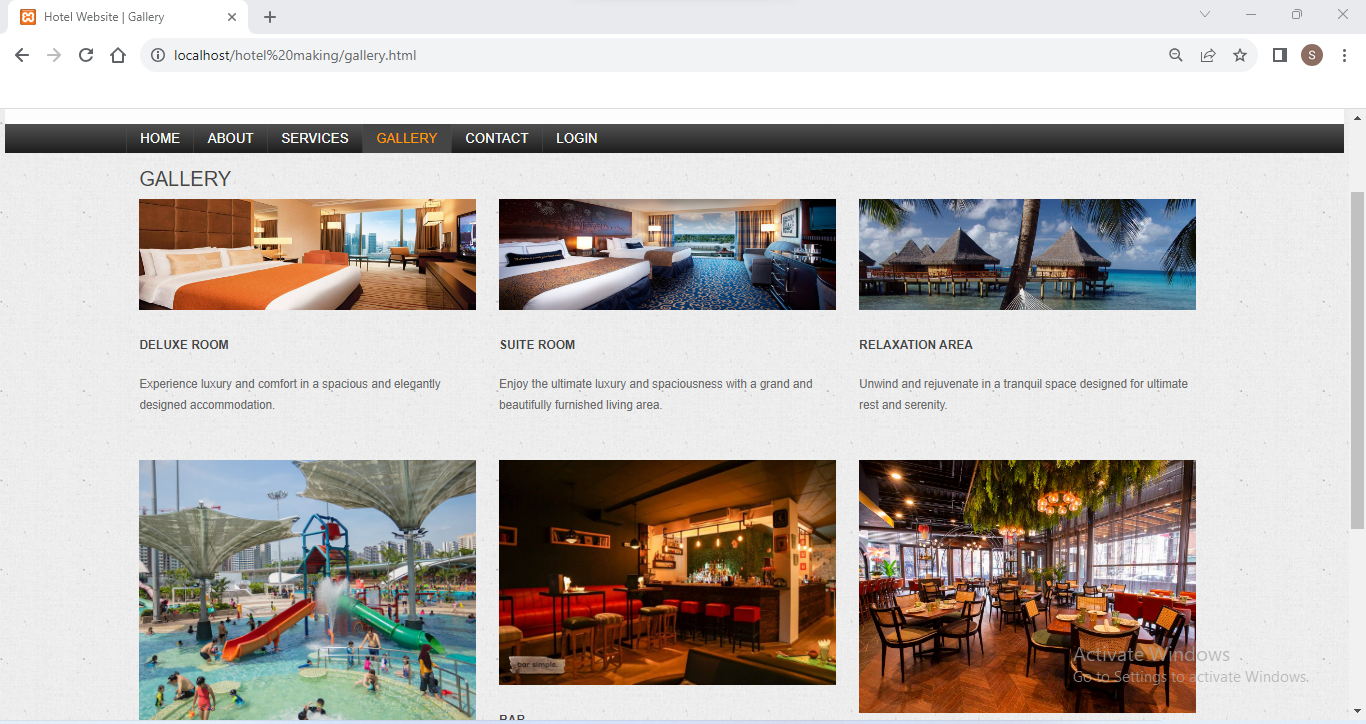 Hotel Website | Gallery
localhost/hotel%20making/gallery.html
S
HOME ABOUT SERVICES GALLERY CONTACT LOGIN
GALLERY
DELUXE ROOM
Experience luxury and comfort in a spacious and elegantly
designed accommodation.
SUITE ROOM
Enjoy the ultimate luxury and spaciousness with a grand and
beautifully furnished living area.
RELAXATION AREA
Unwind and rejuvenate in a tranquil space designed for ultimate
rest and serenity.
bar simple.
BAR
Activate Windows
Go to Settings to activate Windows.